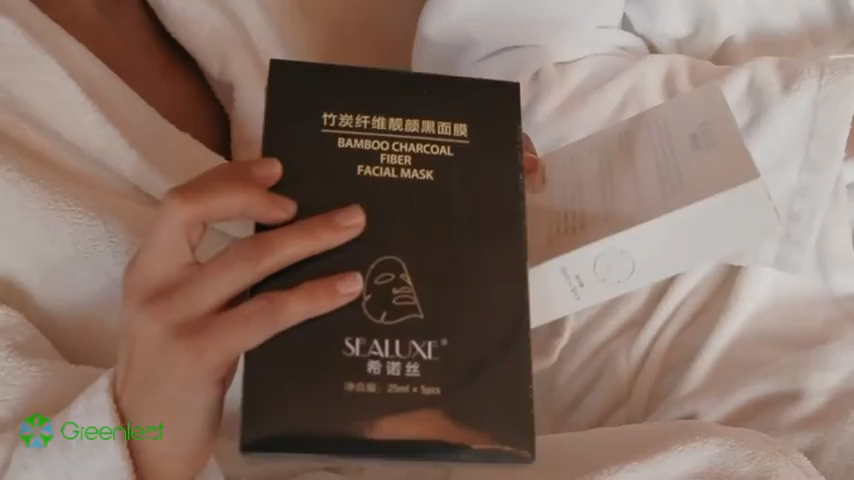 竹炭纤维靓颜黑面膜
BAMBOO CHARCOAL
FIBER
FACIAL MASK
SEALUXE®
希诺丝
净含量: 25ml × 5pcs
Greenleaf